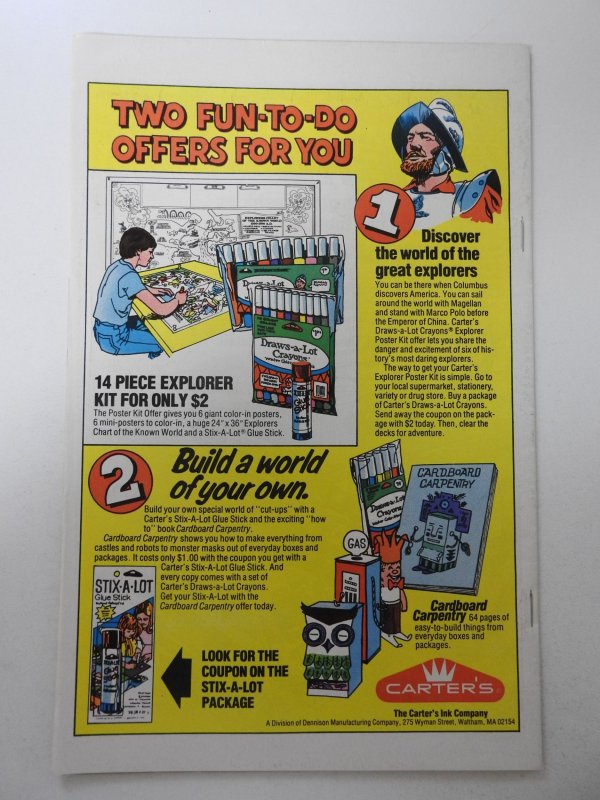 TWO FUN-TO-DO
OFFERS FOR YOU
1
Discover
the world of the
great explorers
You can be there when Columbus
discovers America. You can sail
around the world with Magellan
and stand with Marco Polo before
the Emperor of China. Carter's
Draws-a-Lot Crayons® Explorer
Poster Kit offer lets you share the
danger and excitement of six of his-
tory's most daring explorers.
The way to get your Carter's
Explorer Poster Kit is simple. Go to
your local supermarket, stationery,
variety or drug store. Buy a package
of Carter's Draws-a-Lot Crayons.
Send away the coupon on the pack-
age with $2 today. Then, clear the
decks for adventure.
Draws-a-Lot
Crayons
14 PIECE EXPLORER
KIT FOR ONLY $2
The Poster Kit Offer gives you 6 giant color-in posters,
6 mini-posters to color-in, a huge 24" x 36" Explorers
Chart of the Known World and a Stix-A-Lot® Glue Stick.
2
Build a world
of your own.
Build your own special world of "cut-ups" with a
Carter's Stix-A-Lot Glue Stick and the exciting "how
to" book Cardboard Carpentry.
Cardboard Carpentry shows you how to make everything from
castles and robots to monster masks out of everyday boxes and
packages. It costs only $1.00 with the coupon you get with a
Carter's Stix-A-Lot Glue Stick. And
every copy comes with a set of
Carter's Draws-a-Lot Crayons.
Get your Stix-A-Lot with the
Cardboard Carpentry offer today.
STIX-A-LOT
Glue Stick
LOOK FOR THE
COUPON ON THE
STIX-A-LOT
PACKAGE
Draws-a-Lot
Crayons
GAS
CARDBOARD
CARPENTRY
Cardboard
Carpentry 64 pages of
easy-to-build things from
everyday boxes and
packages.
CARTER'S
The Carter's Ink Company
A Division of Dennison Manufacturing Company, 275 Wyman Street, Waltham, MA 02154